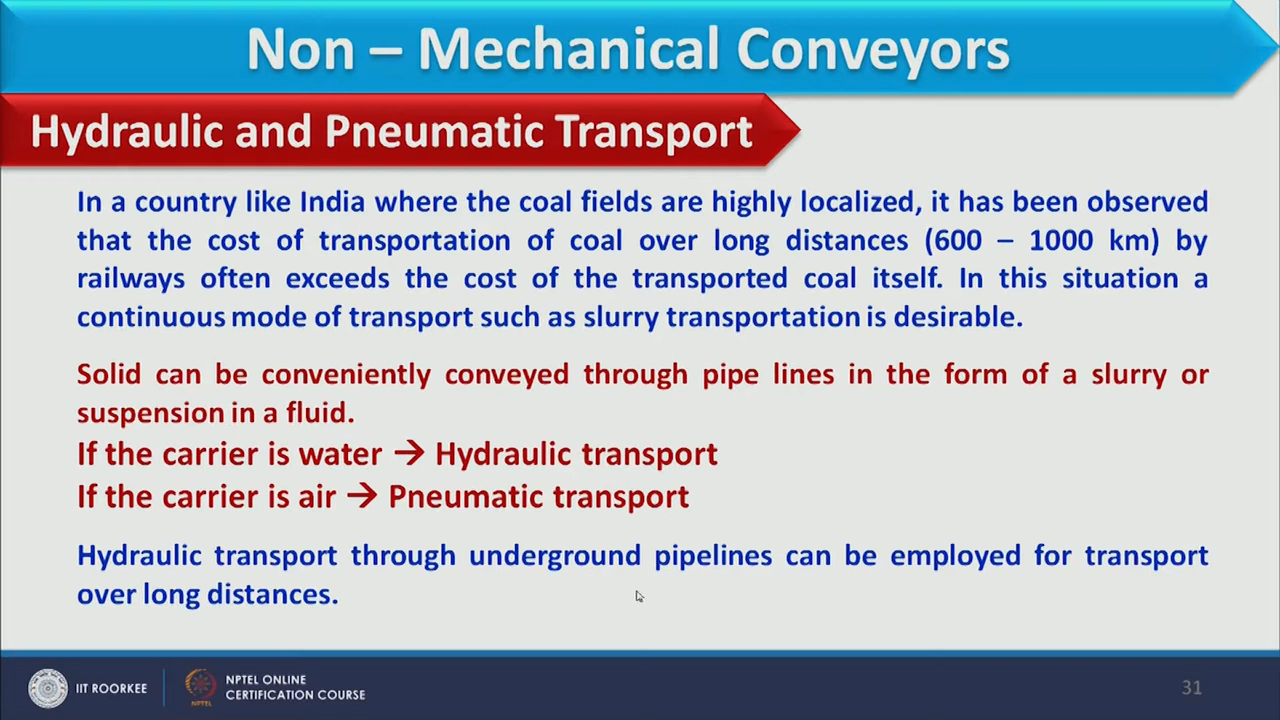 Non – Mechanical Conveyors
Hydraulic and Pneumatic Transport
In a country like India where the coal fields are highly localized, it has been observed
that the cost of transportation of coal over long distances (600 – 1000 km) by
railways often exceeds the cost of the transported coal itself. In this situation a
continuous mode of transport such as slurry transportation is desirable.
Solid can be conveniently conveyed through pipe lines in the form of a slurry or
suspension in a fluid.
If the carrier is water → Hydraulic transport
If the carrier is air → Pneumatic transport
Hydraulic transport through underground pipelines can be employed for transport
over long distances.
IIT ROORKEE
NPTEL
NPTEL ONLINE
CERTIFICATION COURSE
31